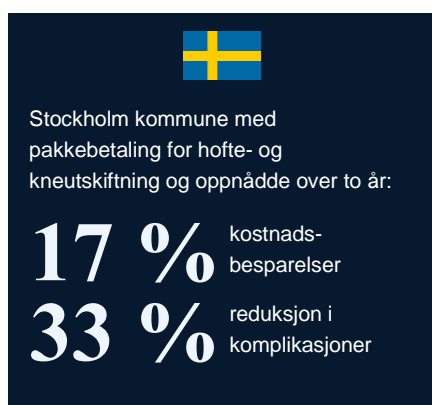 Stockholm kommune med
pakkebetaling for hofte- og
kneutskiftning og oppnådde over to år:
17 % kostnads-
besparelser
33 % reduksjon i
komplikasjoner